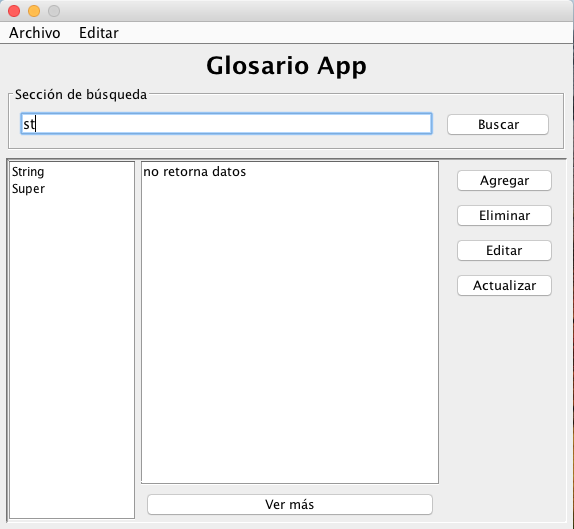 Archivo Editar
Glosario App
Sección de búsqueda
st
Buscar
String
Super
no retorna datos
Agregar
Eliminar
Editar
Actualizar
Ver más